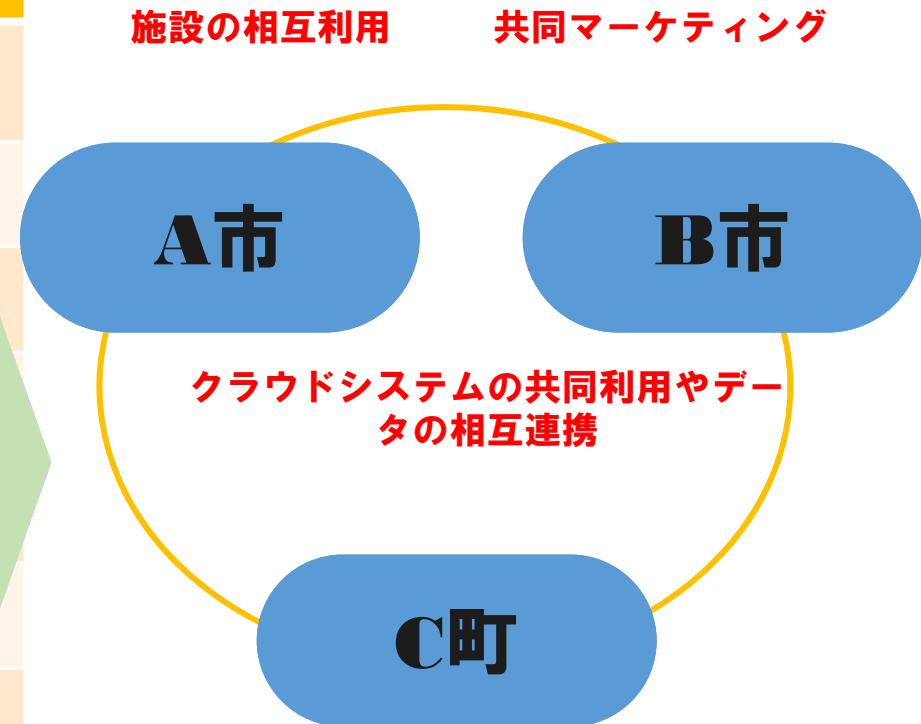 施設の相互利用
共同マーケティング
A市
B市
クラウドシステムの共同利用やデー
タの相互連携
C町